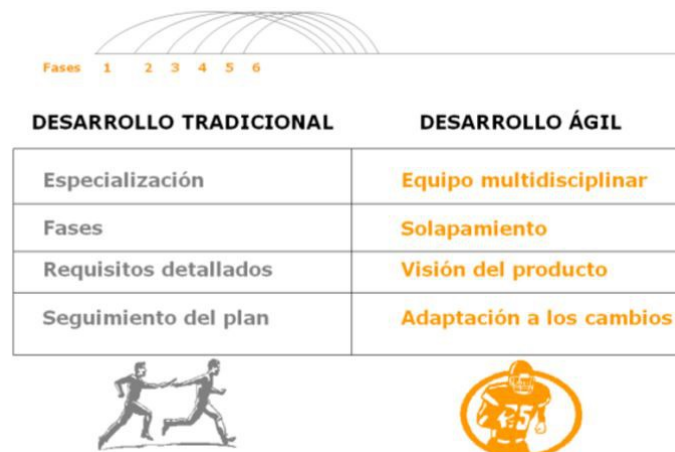 Fases 1 2 3 4 5 6
DESARROLLO TRADICIONAL DESARROLLO ÁGIL
Especialización Equipo multidisciplinar
Fases Solapamiento
Requisitos detallados Visión del producto
Seguimiento del plan Adaptación a los cambios
55